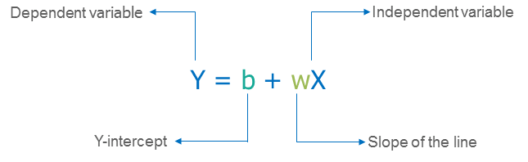 Dependent variable
Independent variable
Y = b + wX
Y-intercept
Slope of the line